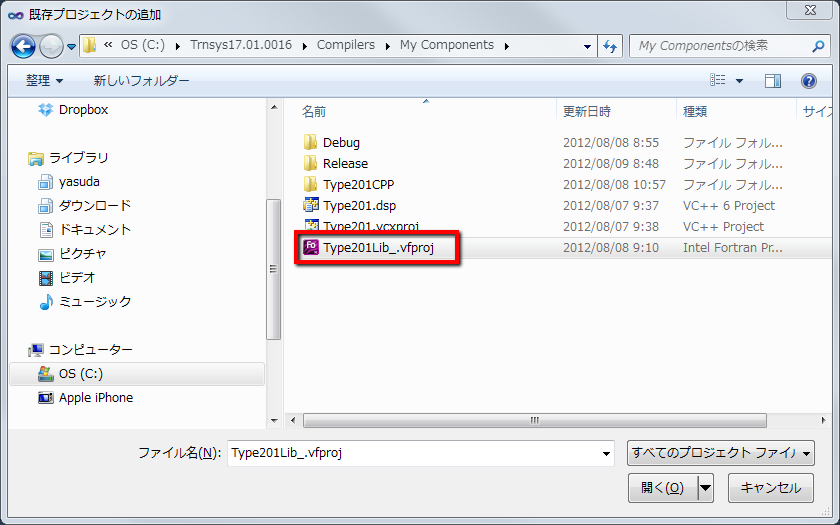 既存プロジェクトの追加
« OS (C:) ▸ Trnsys17.01.0016 ▸ Compilers ▸ My Components ▸
My Componentsの検索
整理 ▼ 新しいフォルダー
名前 更新日時 種類 サイズ
Dropbox
ライブラリ
yasuda
ダウンロード
ドキュメント
ピクチャ
ビデオ
ミュージック
コンピューター
OS (C:)
Apple iPhone
Debug 2012/08/08 8:55 ファイル フォル...
Release 2012/08/09 8:48 ファイル フォル...
Type201CPP 2012/08/08 10:57 ファイル フォル...
Type201.dsp 2012/08/07 9:37 VC++ 6 Project
Type201.vcxproj 2012/08/07 9:38 VC++ Project
Type201Lib_.vfproj 2012/08/08 9:10 Intel Fortran Pr...
ファイル名(N): Type201Lib_.vfproj
すべてのプロジェクト ファイル
開く(O) キャンセル